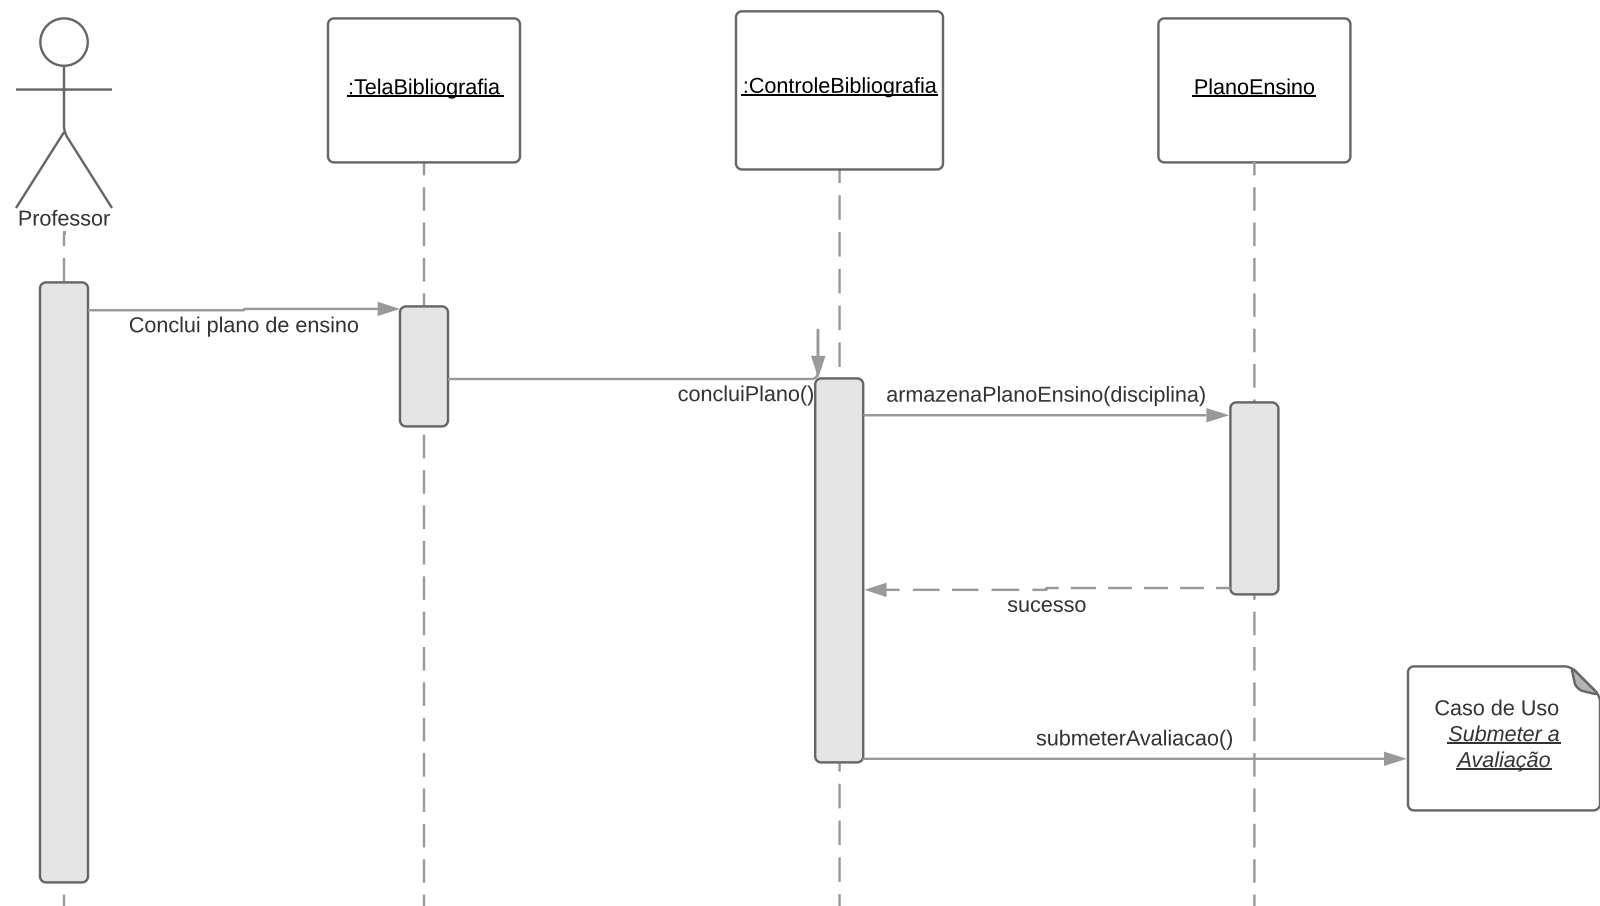 :TelaBibliografia
:ControleBibliografia
PlanoEnsino
Professor
Conclui plano de ensino
concluiPlano()
armazenaPlanoEnsino(disciplina)
sucesso
submeterAvaliacao()
Caso de Uso
Submeter a
Avaliação